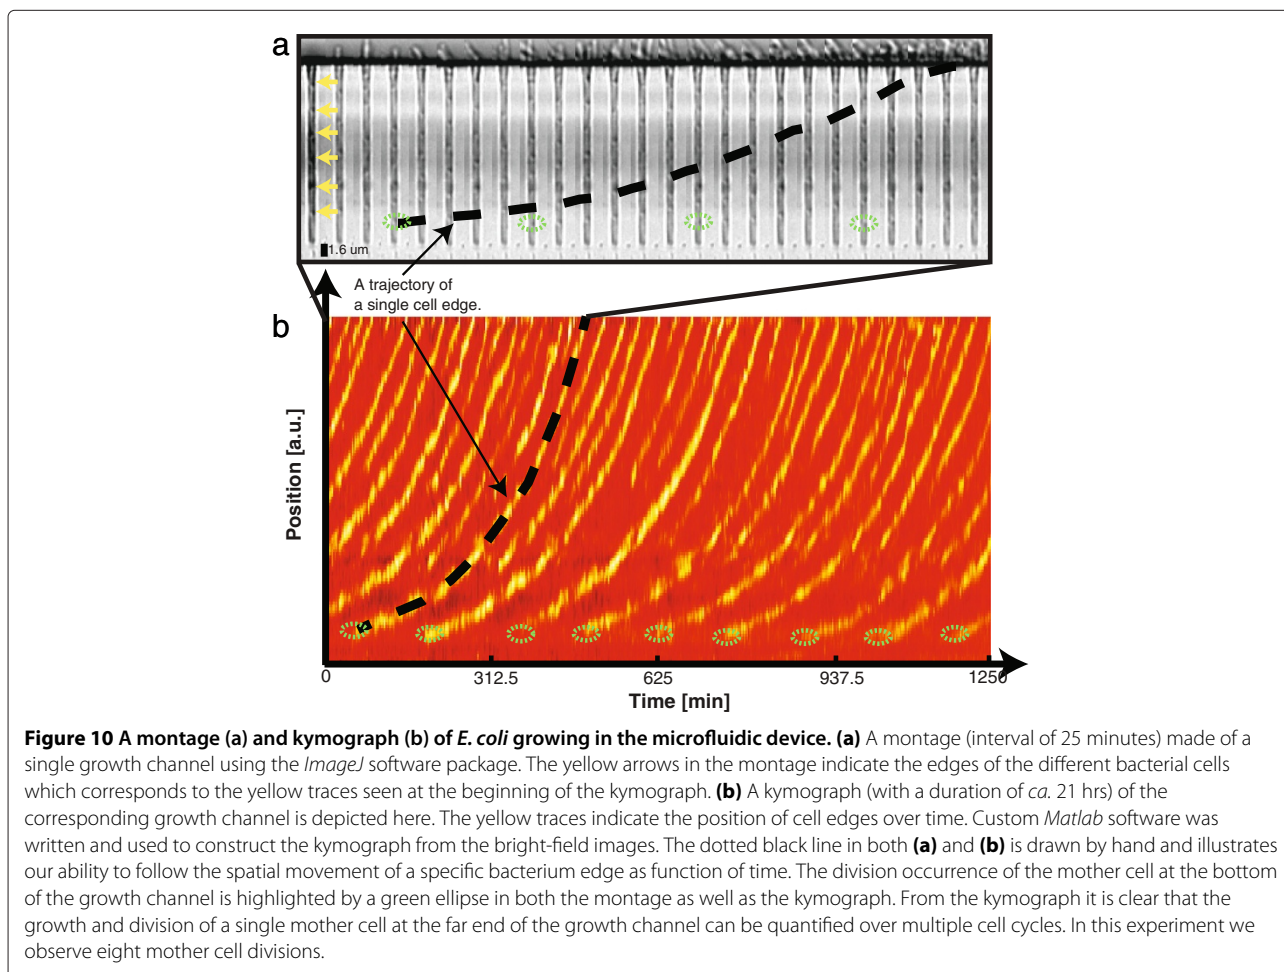 a
1.6 um
A trajectory of
a single cell edge.
b
Position [a.u.]
0
312.5
625
937.5
1250
Time [min]
Figure 10 A montage (a) and kymograph (b) of E. coli growing in the microfluidic device. (a) A montage (interval of 25 minutes) made of a
single growth channel using the ImageJ software package. The yellow arrows in the montage indicate the edges of the different bacterial cells
which corresponds to the yellow traces seen at the beginning of the kymograph. (b) A kymograph (with a duration of ca. 21 hrs) of the
corresponding growth channel is depicted here. The yellow traces indicate the position of cell edges over time. Custom Matlab software was
written and used to construct the kymograph from the bright-field images. The dotted black line in both (a) and (b) is drawn by hand and illustrates
our ability to follow the spatial movement of a specific bacterium edge as function of time. The division occurrence of the mother cell at the bottom
of the growth channel is highlighted by a green ellipse in both the montage as well as the kymograph. From the kymograph it is clear that the
growth and division of a single mother cell at the far end of the growth channel can be quantified over multiple cell cycles. In this experiment we
observe eight mother cell divisions.